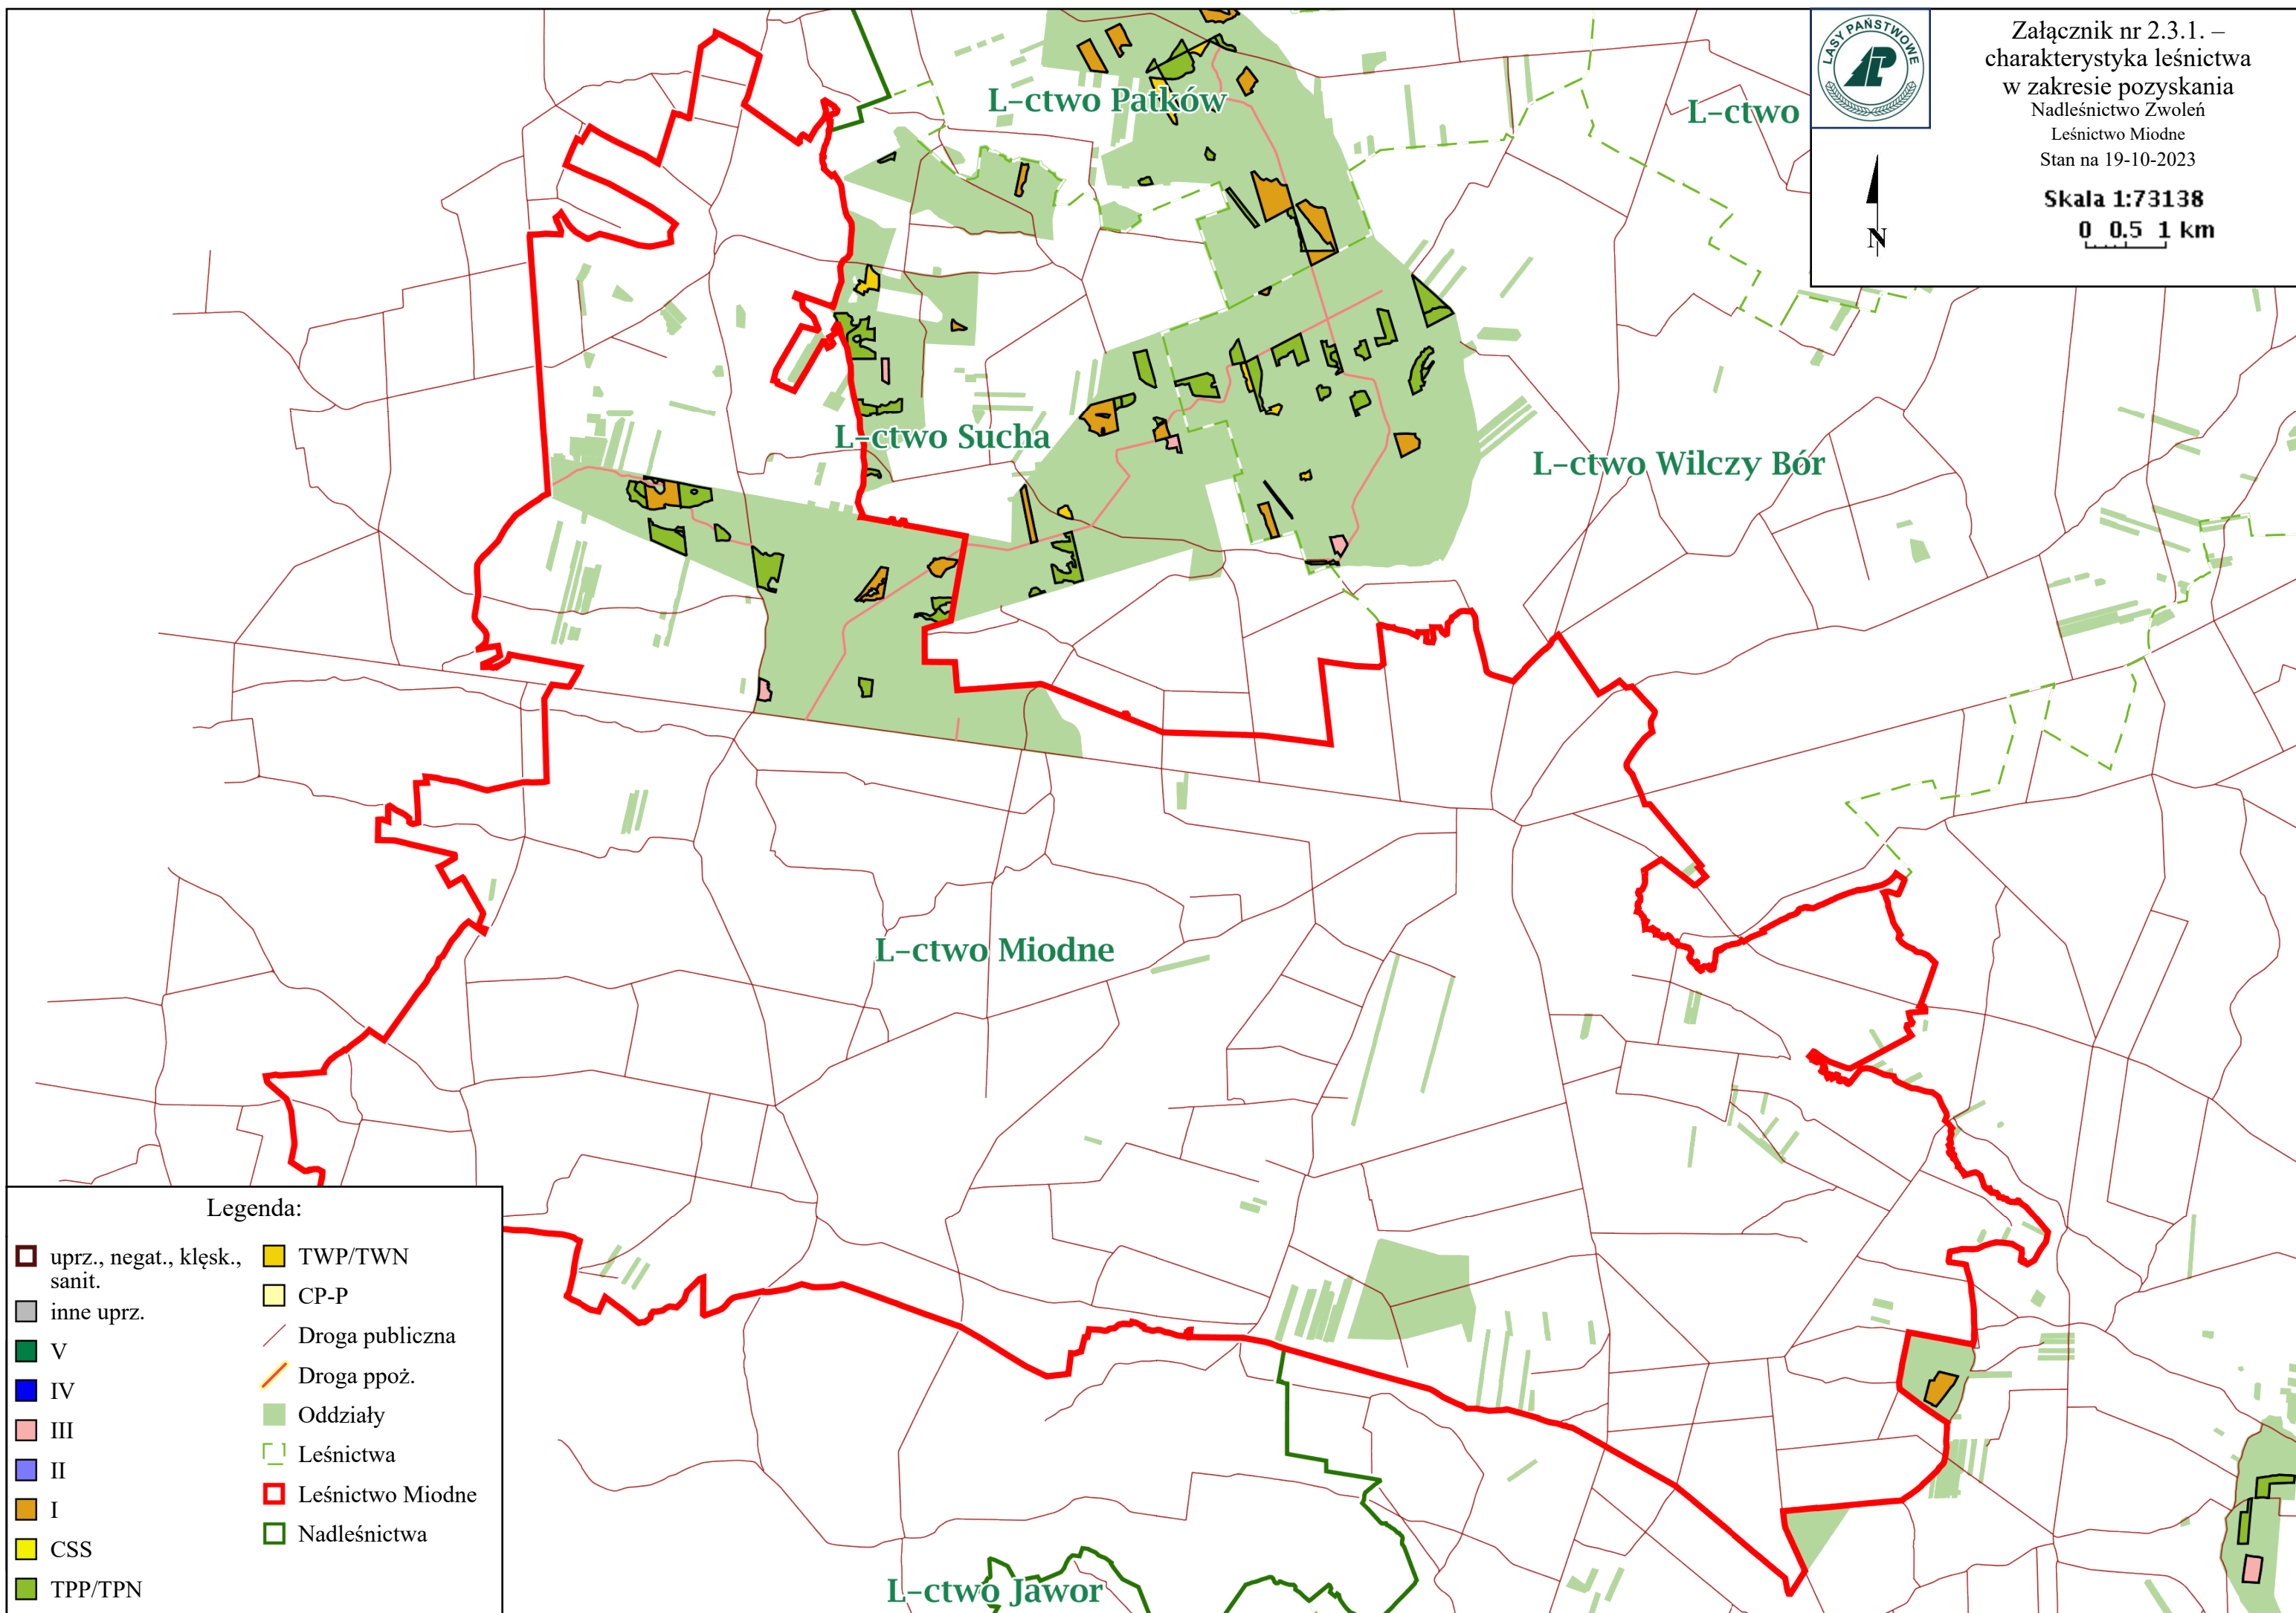 LASY PAŃSTWOWE
Załącznik nr 2.3.1. –
charakterystyka leśnictwa
w zakresie pozyskania
Nadleśnictwo Zwoleń
Leśnictwo Miodne
Stan na 19-10-2023
Skala 1:73138
0 0.5 1 km
N
L-ctwo Patków
L-ctwo
L-ctwo Sucha
L-ctwo Wilczy Bór
L-ctwo Miodne
L-ctwo Jawor
Legenda:
uprz., negat., klęsk.,
sanit.
inne uprz.
V
IV
III
II
I
CSS
TPP/TPN
TWP/TWN
CP-P
Droga publiczna
Droga ppoż.
Oddziały
Leśnictwa
Leśnictwo Miodne
Nadleśnictwa